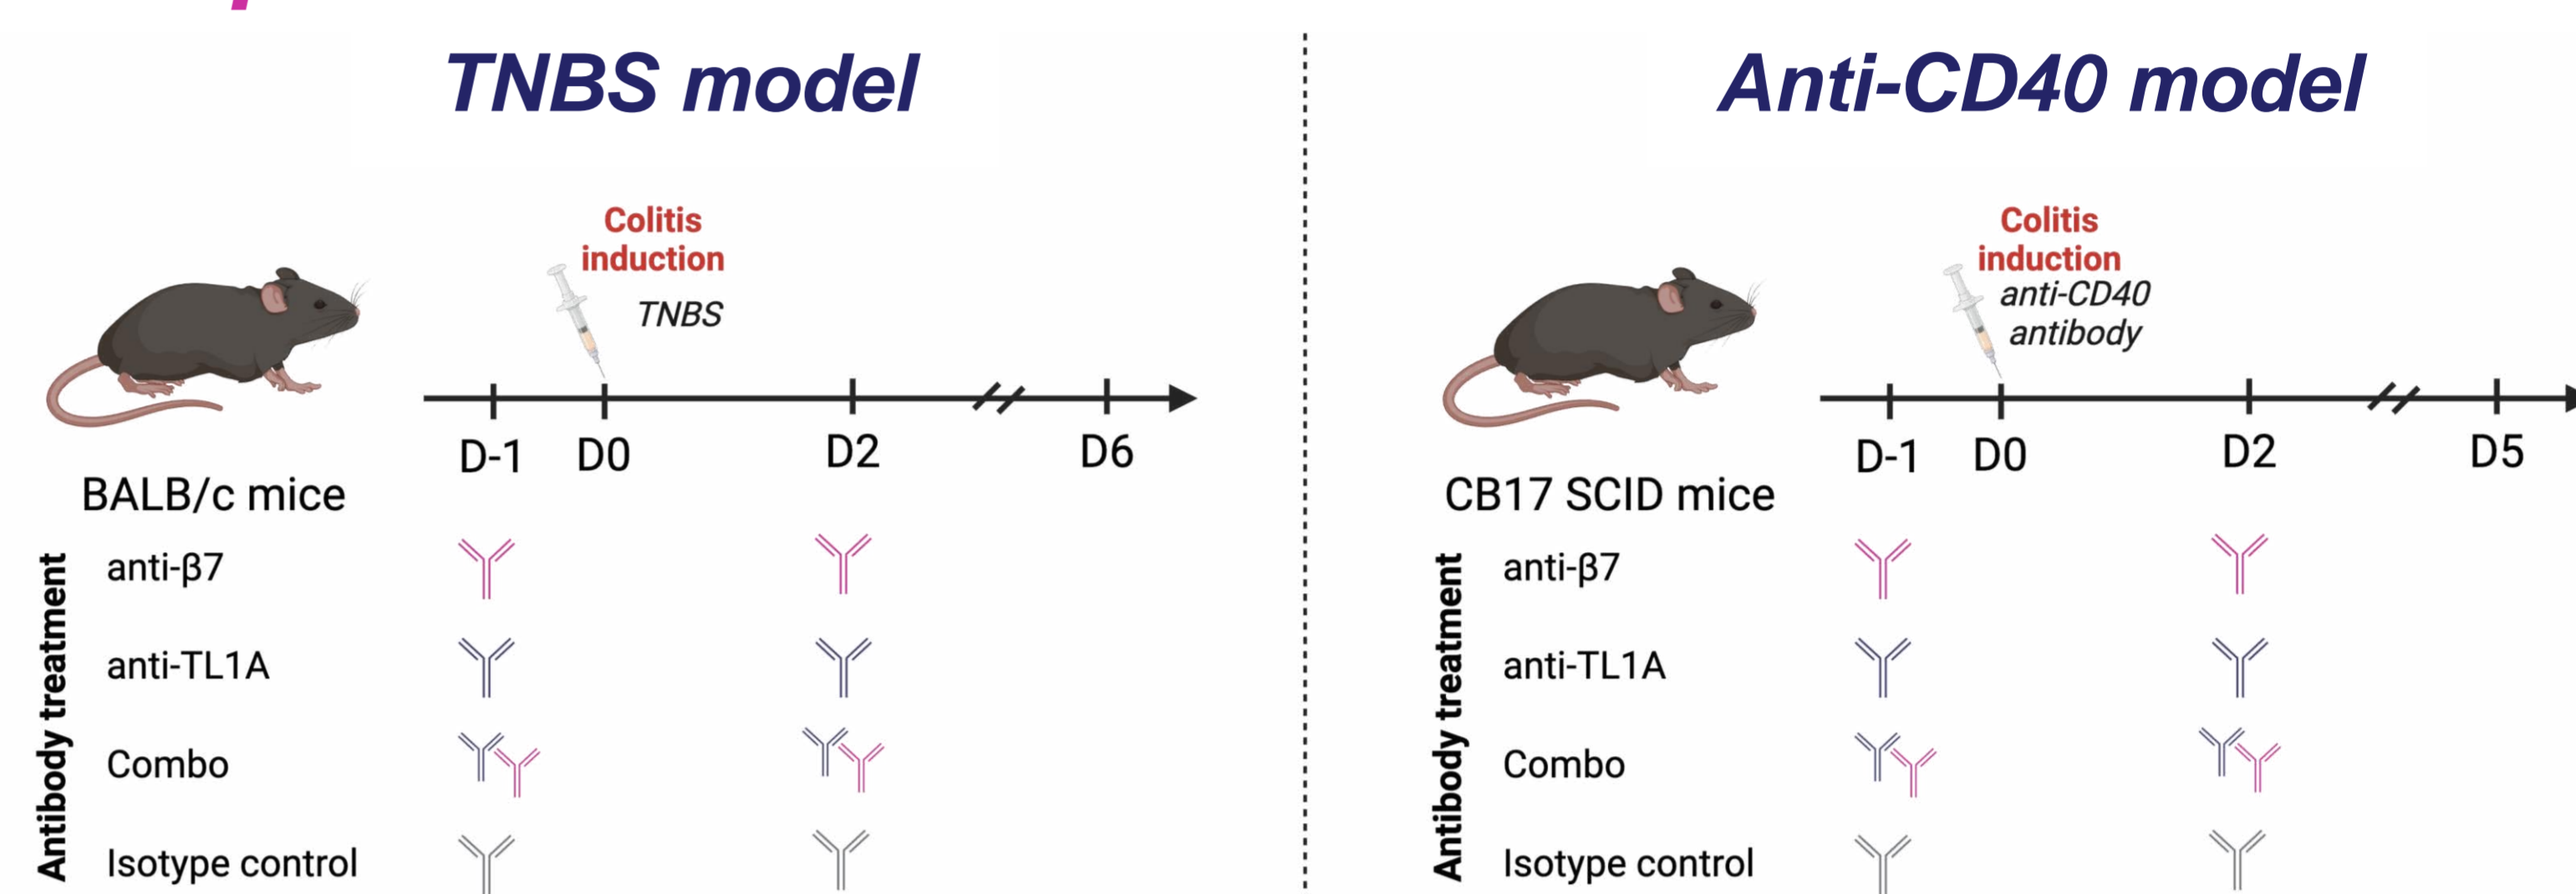 TNBS model
Colitis
induction
TNBS
D-1 D0 D2 D6
BALB/c mice
Antibody treatment
anti-β7
anti-TL1A
Combo
Isotype control
Anti-CD40 model
Colitis
induction
anti-CD40
antibody
D-1 D0 D2 D5
CB17 SCID mice
Antibody treatment
anti-β7
anti-TL1A
Combo
Isotype control